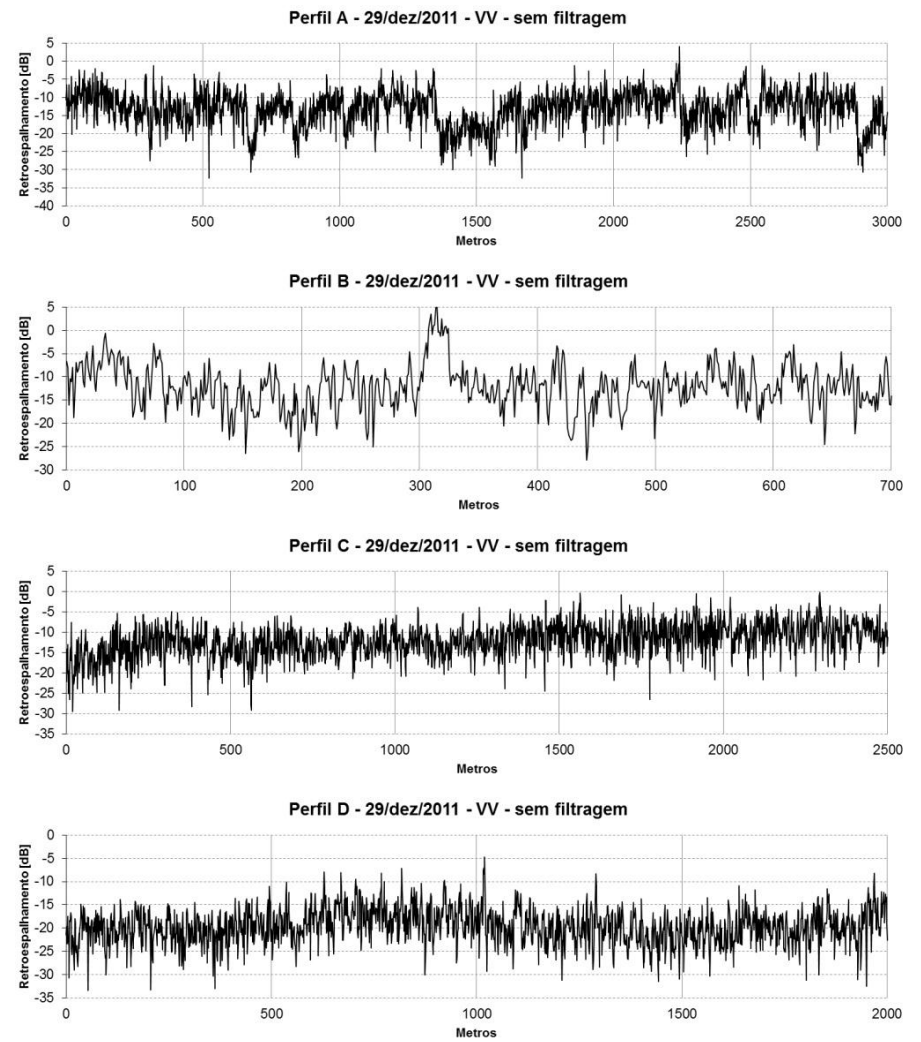 Perfil A - 29/dez/2011 - VV - sem filtragem
Retroespalhamento [dB]
5
0
-5
-10
-15
-20
-25
-30
-35
-40
0 500 1000 1500 2000 2500 3000
Metros
Perfil B - 29/dez/2011 - VV - sem filtragem
Retroespalhamento [dB]
5
0
-5
-10
-15
-20
-25
-30
0 100 200 300 400 500 600 700
Metros
Perfil C - 29/dez/2011 - VV - sem filtragem
Retroespalhamento [dB]
5
0
-5
-10
-15
-20
-25
-30
-35
0 500 1000 1500 2000 2500
Metros
Perfil D - 29/dez/2011 - VV - sem filtragem
Retroespalhamento [dB]
0
-5
-10
-15
-20
-25
-30
-35
0 500 1000 1500 2000
Metros